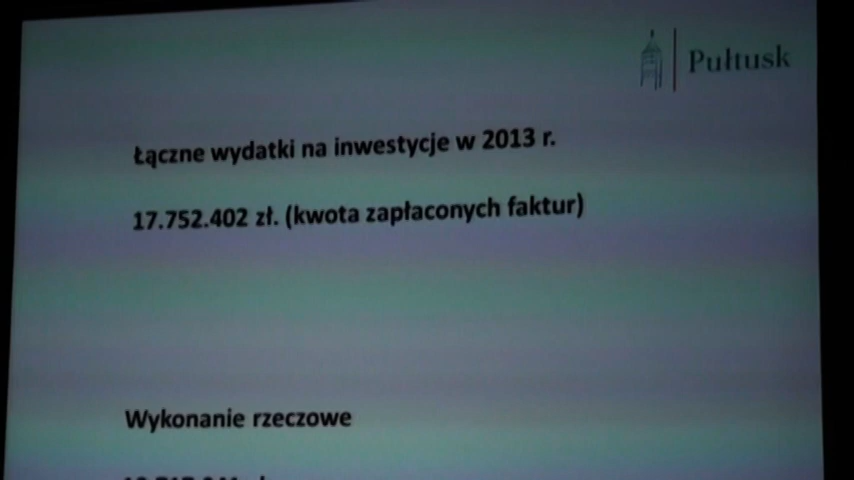 Pułtusk
Łączne wydatki na inwestycje w 2013 r.
17.752.402 zł. (kwota zapłaconych faktur)
Wykonanie rzeczowe